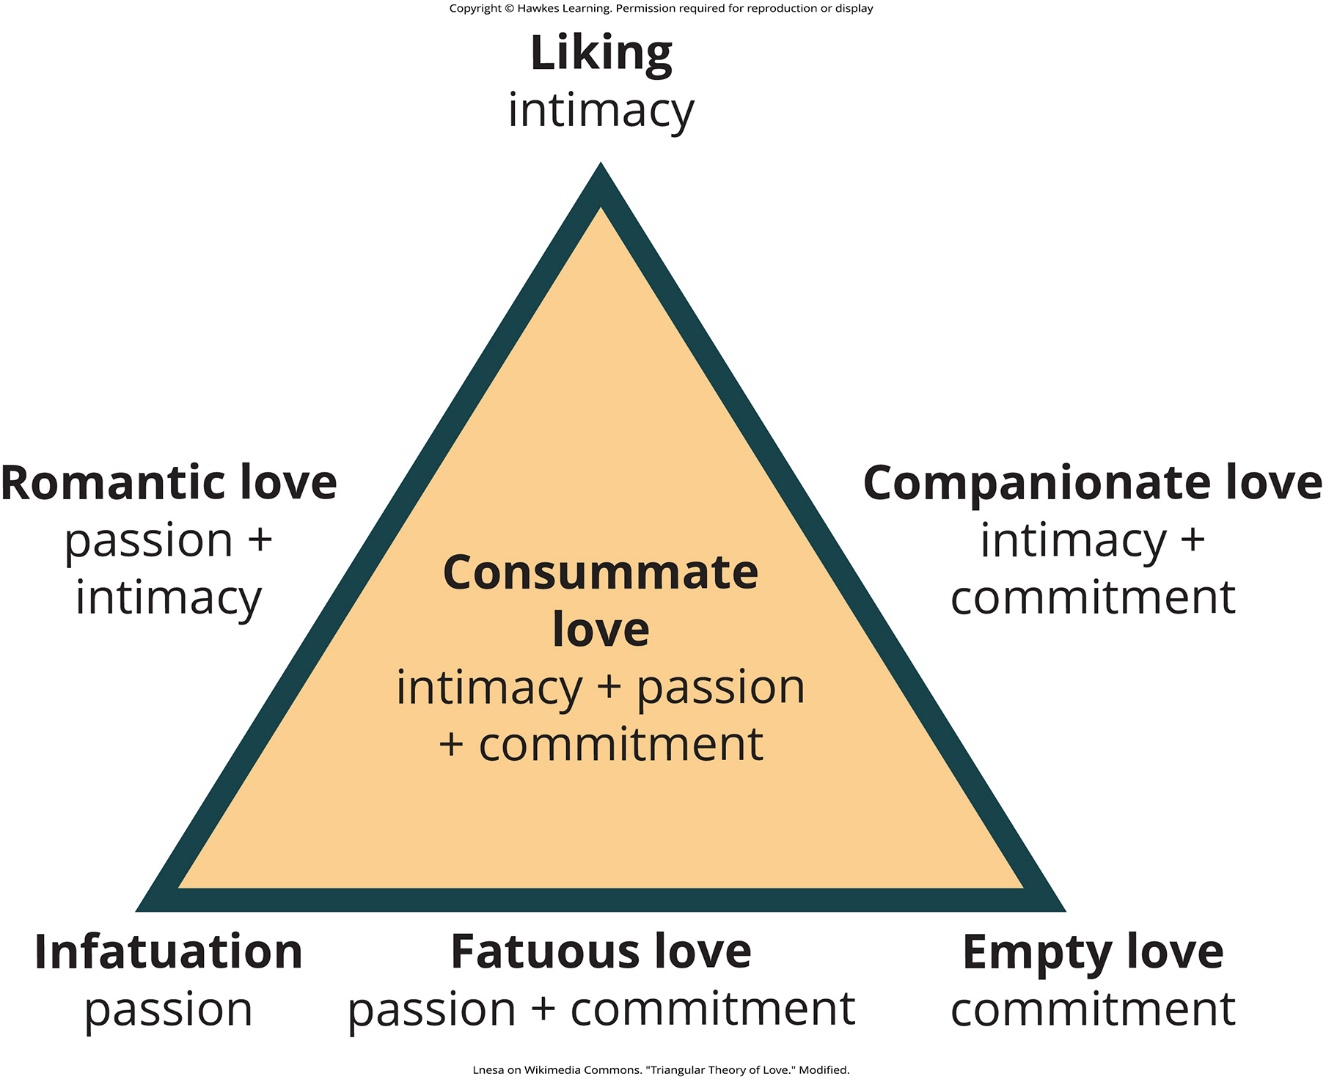 Copyright © Hawkes Learning. Permission required for reproduction or display
Liking
intimacy
Romantic love
passion +
intimacy
Companionate love
intimacy +
commitment
Consummate
love
intimacy + passion
+ commitment
Infatuation
passion
Fatuous love
passion + commitment
Empty love
commitment
Lnesa on Wikimedia Commons. "Triangular Theory of Love." Modified.